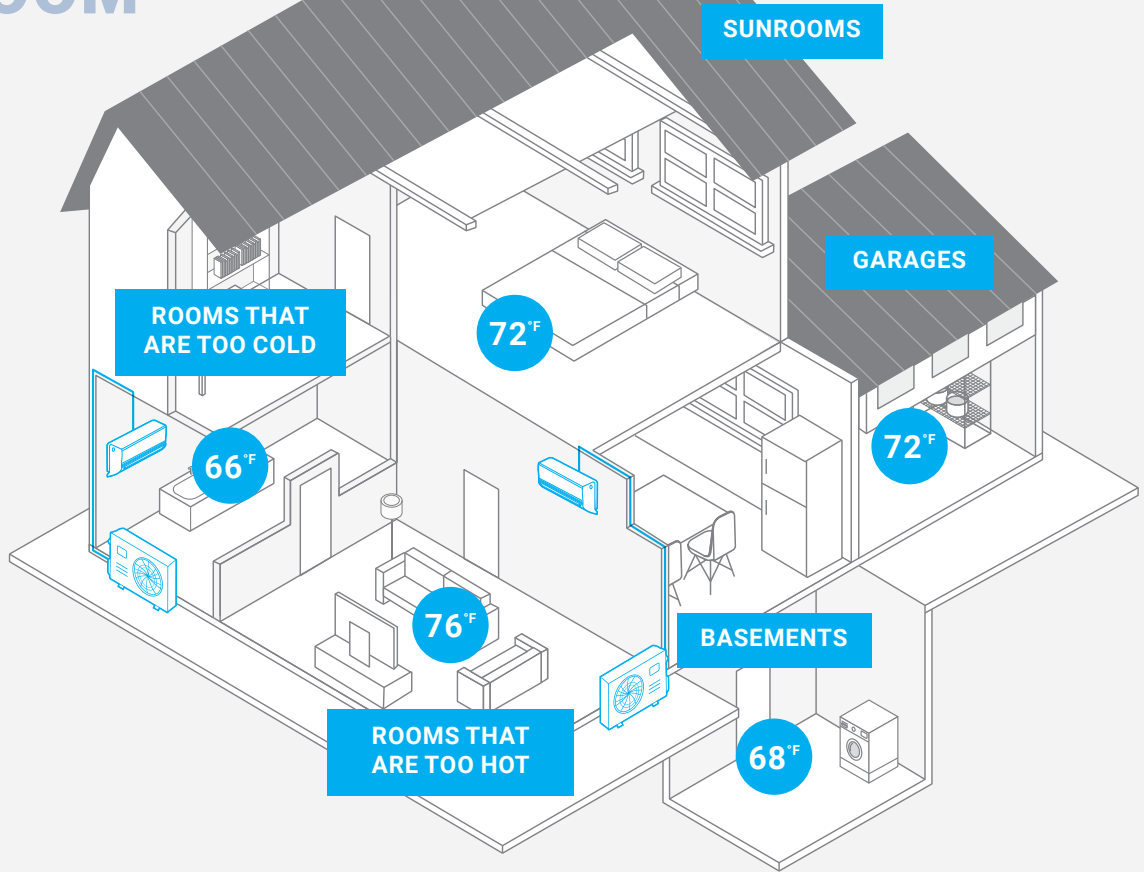 SUNROOMS
GARAGES
ROOMS THAT
ARE TOO COLD
72°F
72°F
66°F
76°F
BASEMENTS
ROOMS THAT
ARE TOO HOT
68°F